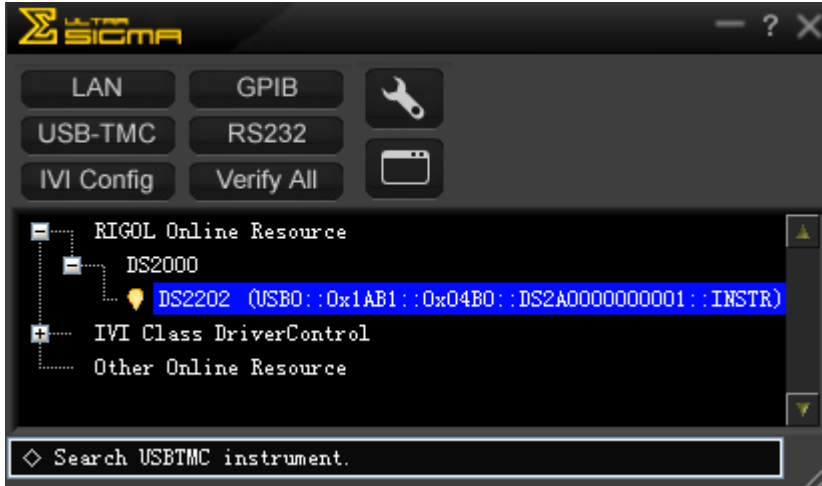 ULTRA SIGMA
?
LAN GPIB
USB-TMC RS232
IVI Config Verify All
RIGOL Online Resource
DS2000
DS2202 (USB0::0x1AB1::0x04B0::DS2A0000000001::INSTR)
IVI Class DriverControl
Other Online Resource
Search USBTMC instrument.